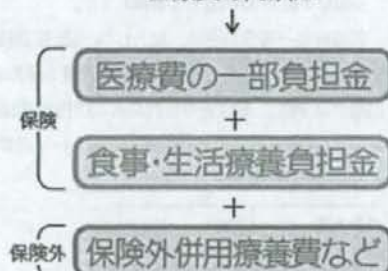 ↓
医療費の一部負担金
保険
+
食事・生活療養負担金
+
保険外
保険外併用療養費など